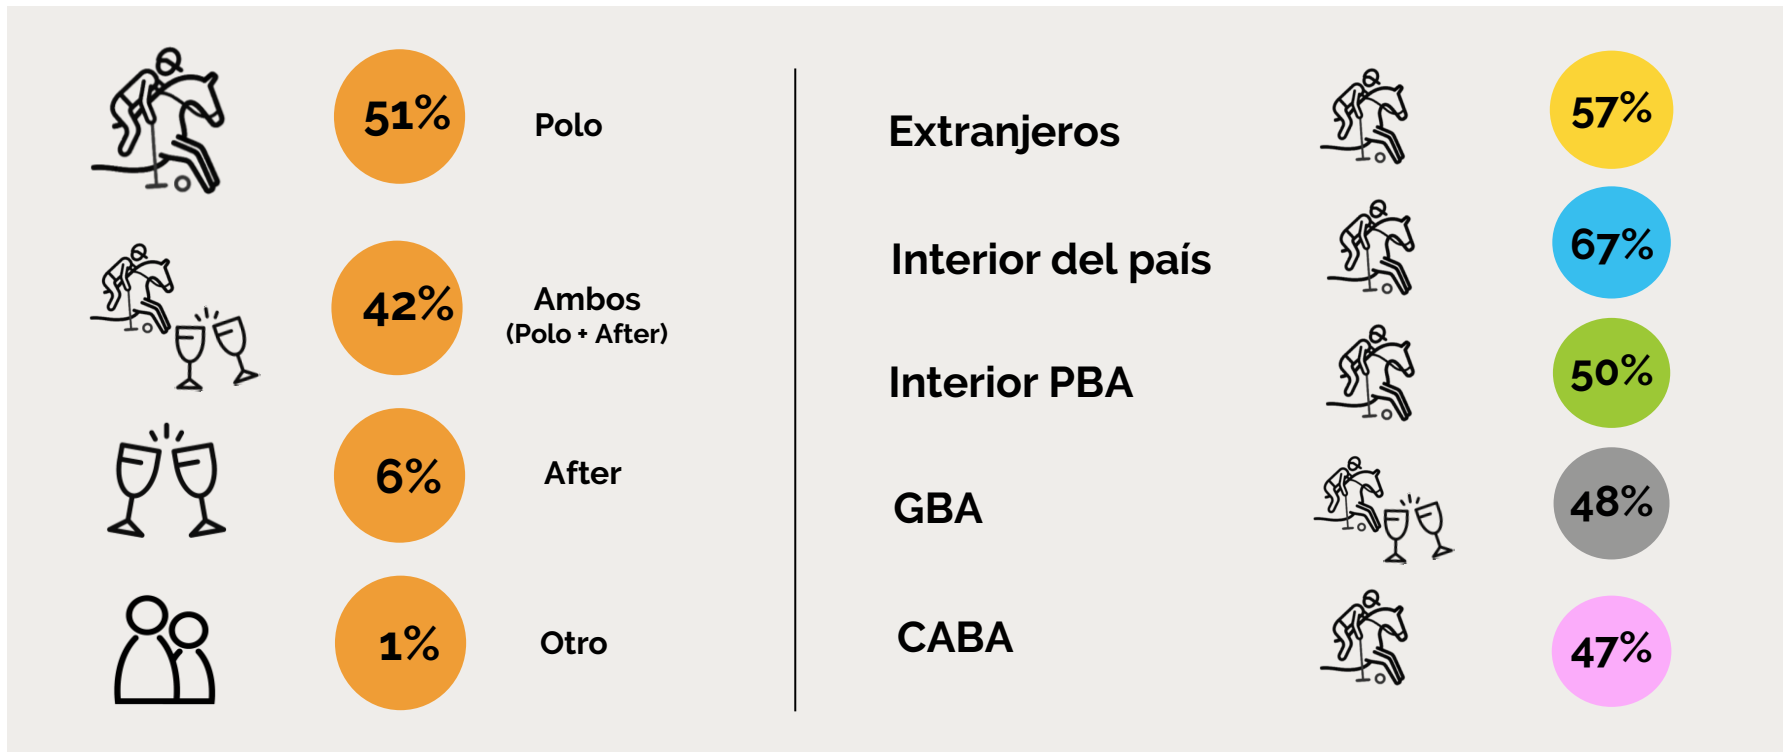 51% Polo
42% Ambos
(Polo + After)
6% After
1% Otro
Extranjeros 57%
Interior del país 67%
Interior PBA 50%
GBA 48%
CABA 47%